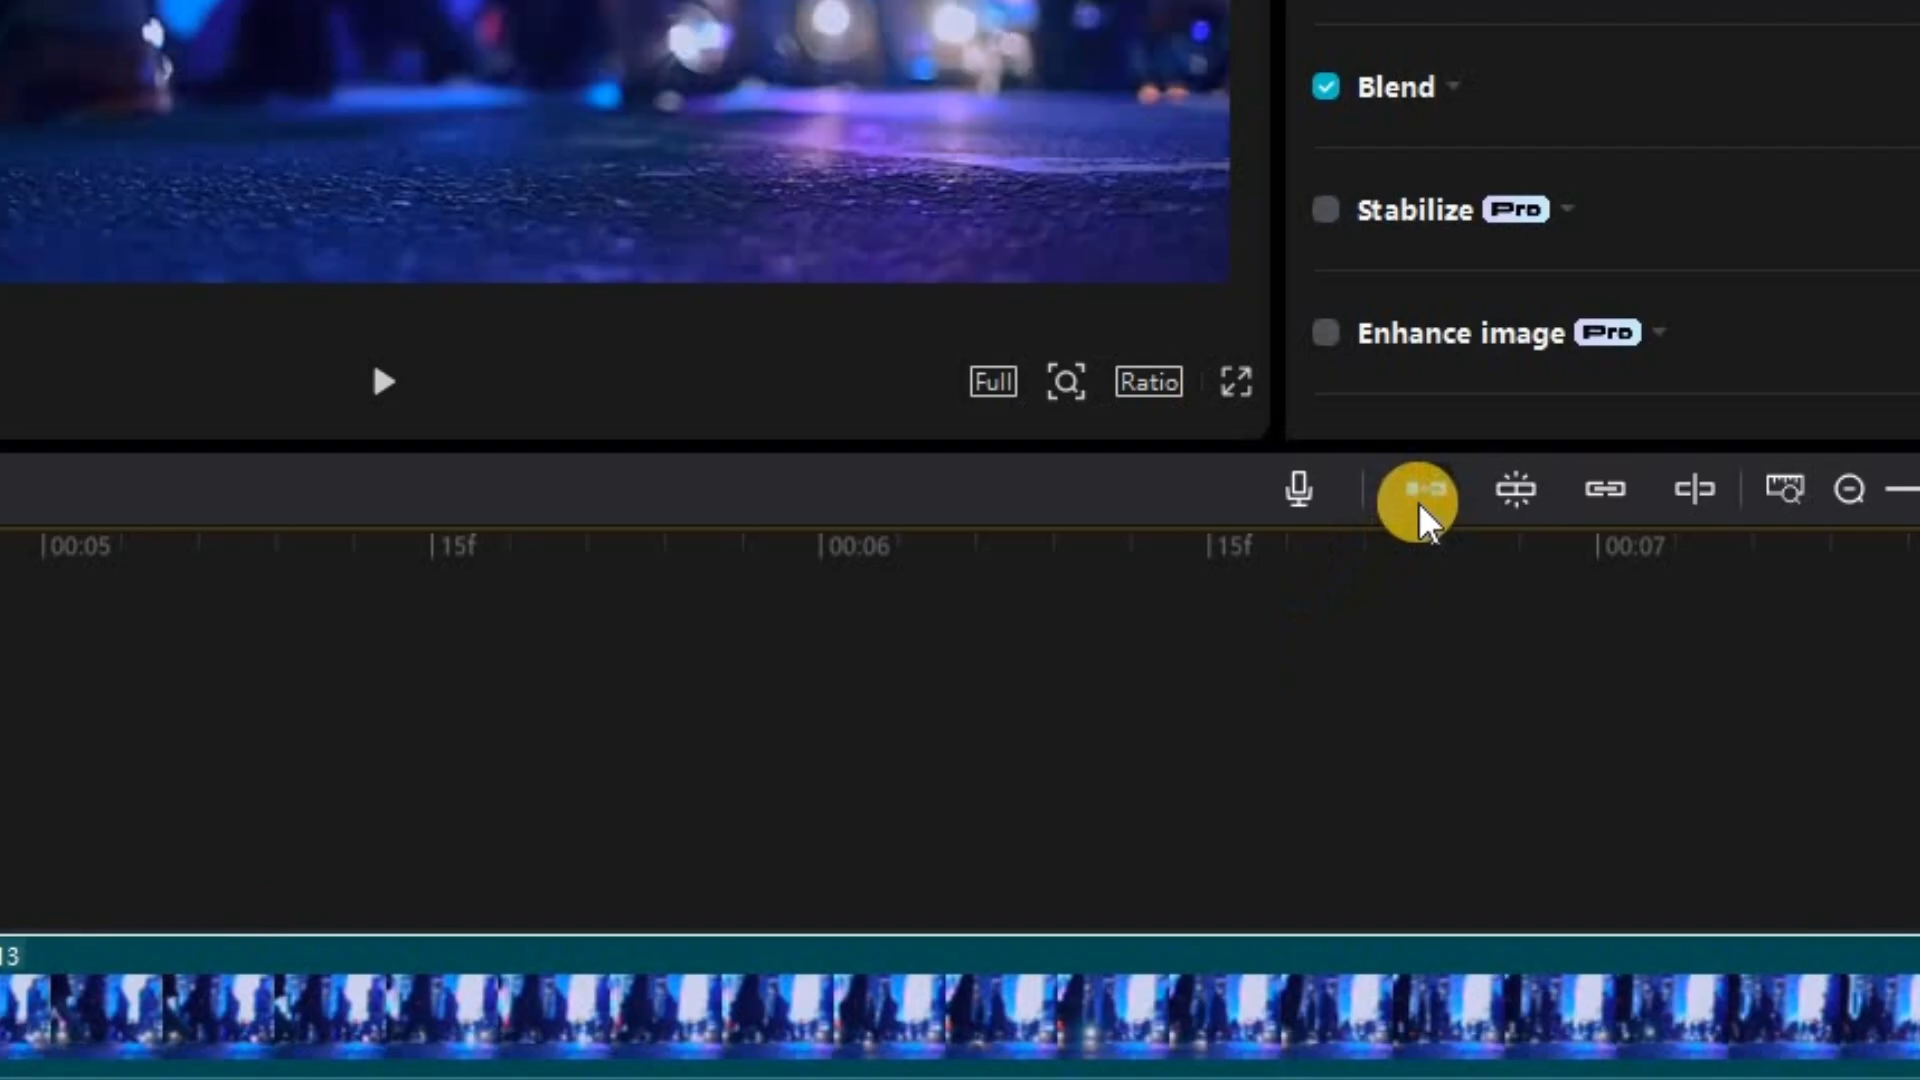 Blend
Stabilize Pro
Enhance image Pro
Full
Ratio
00:05
15f
00:06
15f
00:07
13